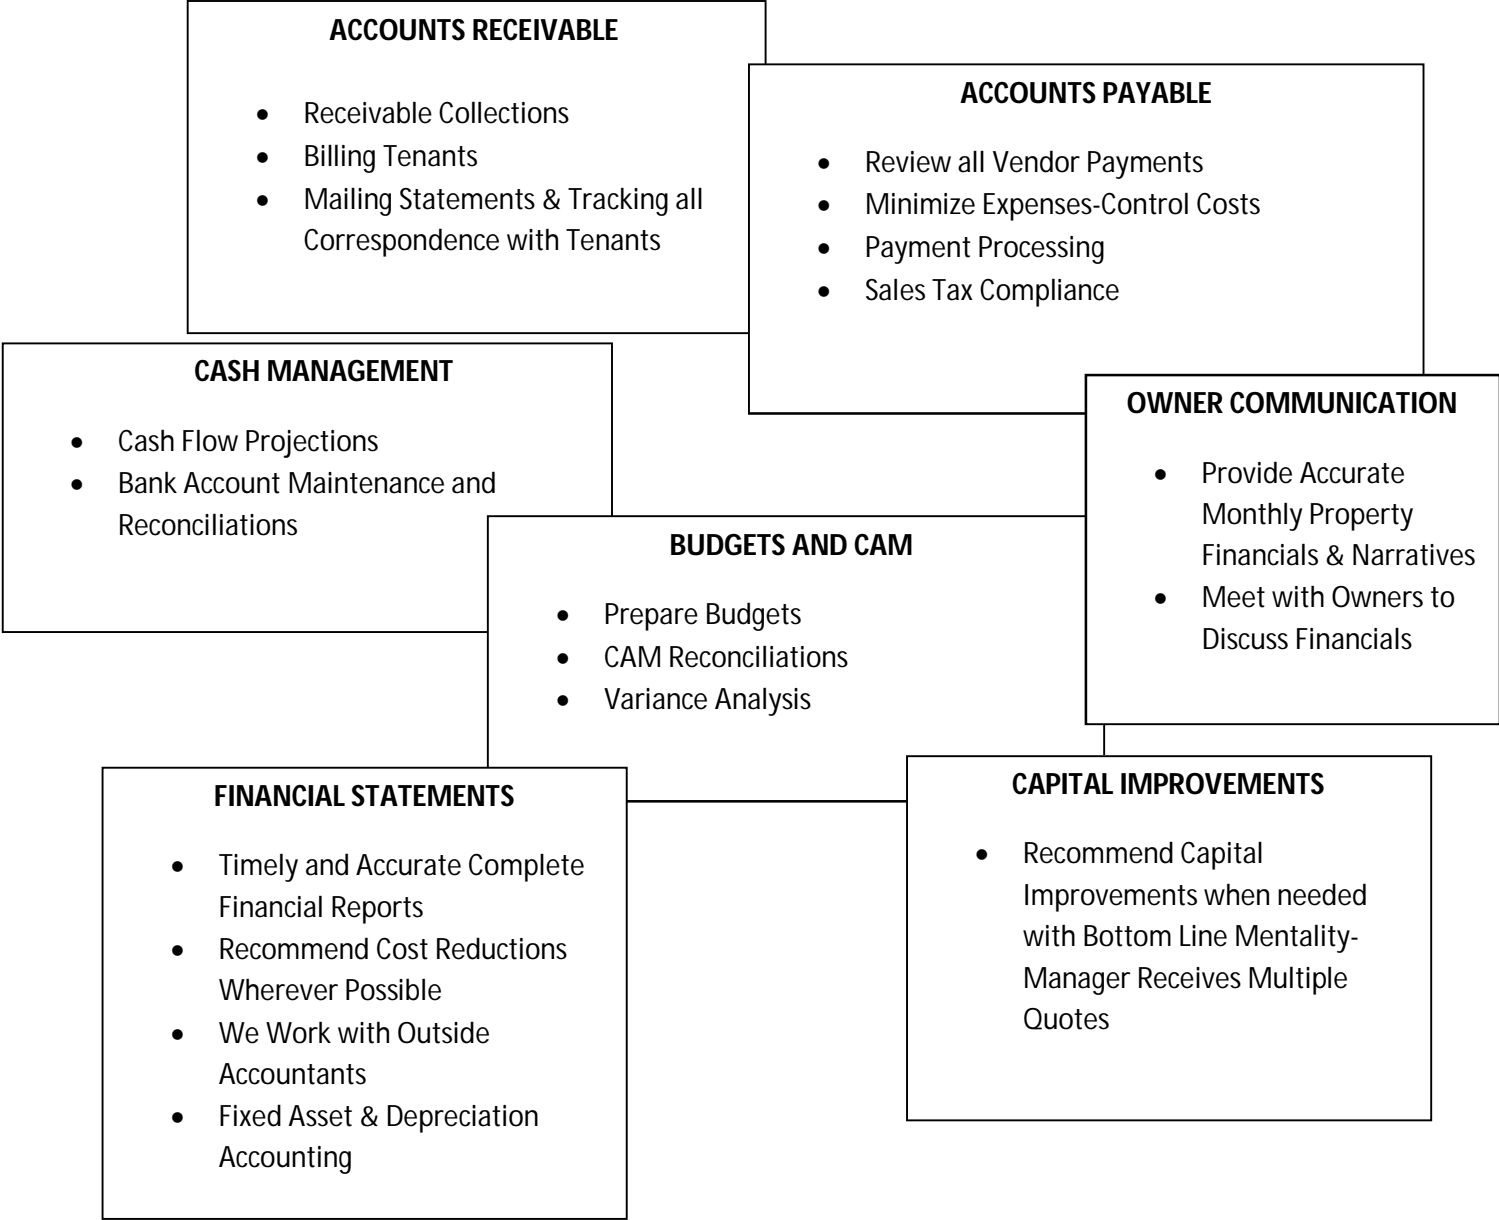 ACCOUNTS RECEIVABLE
• Receivable Collections
• Billing Tenants
• Mailing Statements & Tracking all
Correspondence with Tenants
ACCOUNTS PAYABLE
• Review all Vendor Payments
• Minimize Expenses-Control Costs
• Payment Processing
• Sales Tax Compliance
CASH MANAGEMENT
• Cash Flow Projections
• Bank Account Maintenance and
Reconciliations
OWNER COMMUNICATION
• Provide Accurate
Monthly Property
Financials & Narratives
• Meet with Owners to
Discuss Financials
BUDGETS AND CAM
• Prepare Budgets
• CAM Reconciliations
• Variance Analysis
FINANCIAL STATEMENTS
• Timely and Accurate Complete
Financial Reports
• Recommend Cost Reductions
Wherever Possible
• We Work with Outside
Accountants
• Fixed Asset & Depreciation
Accounting
CAPITAL IMPROVEMENTS
• Recommend Capital
Improvements when needed
with Bottom Line Mentality-
Manager Receives Multiple
Quotes